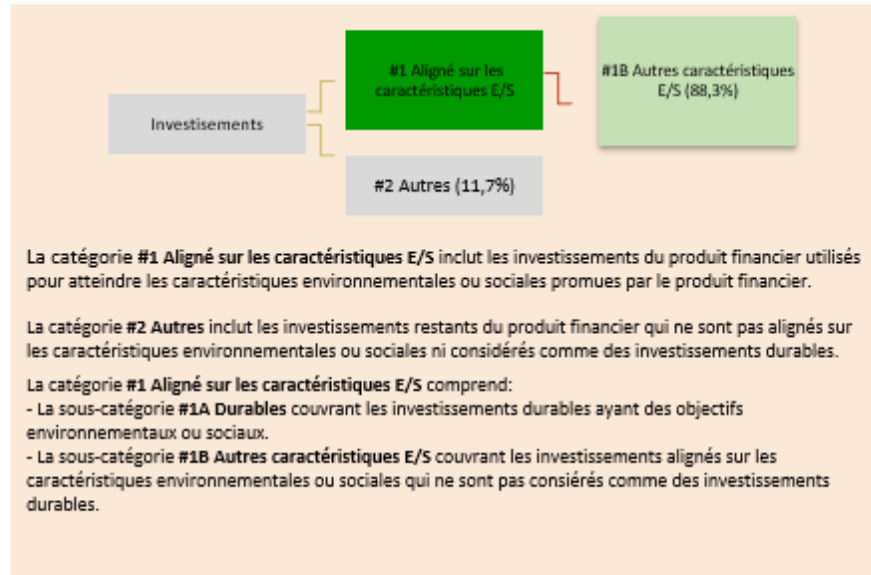 #1 Aligné sur les
caractéristiques E/S
#1B Autres caractéristiques
E/S (88,3%)
Investisements
#2 Autres (11,7%)
La catégorie #1 Aligné sur les caractéristiques E/S inclut les investissements du produit financier utilisés
pour atteindre les caractéristiques environnementales ou sociales promues par le produit financier.
La catégorie #2 Autres inclut les investissements restants du produit financier qui ne sont pas alignés sur
les caractéristiques environnementales ou sociales ni considérés comme des investissements durables.
La catégorie #1 Aligné sur les caractéristiques E/S comprend:
- La sous-catégorie #1A Durables couvrant les investissements durables ayant des objectifs
environnementaux ou sociaux.
- La sous-catégorie #1B Autres caractéristiques E/S couvrant les investissements alignés sur les
caractéristiques environnementales ou sociales qui ne sont pas consiérés comme des investissements
durables.